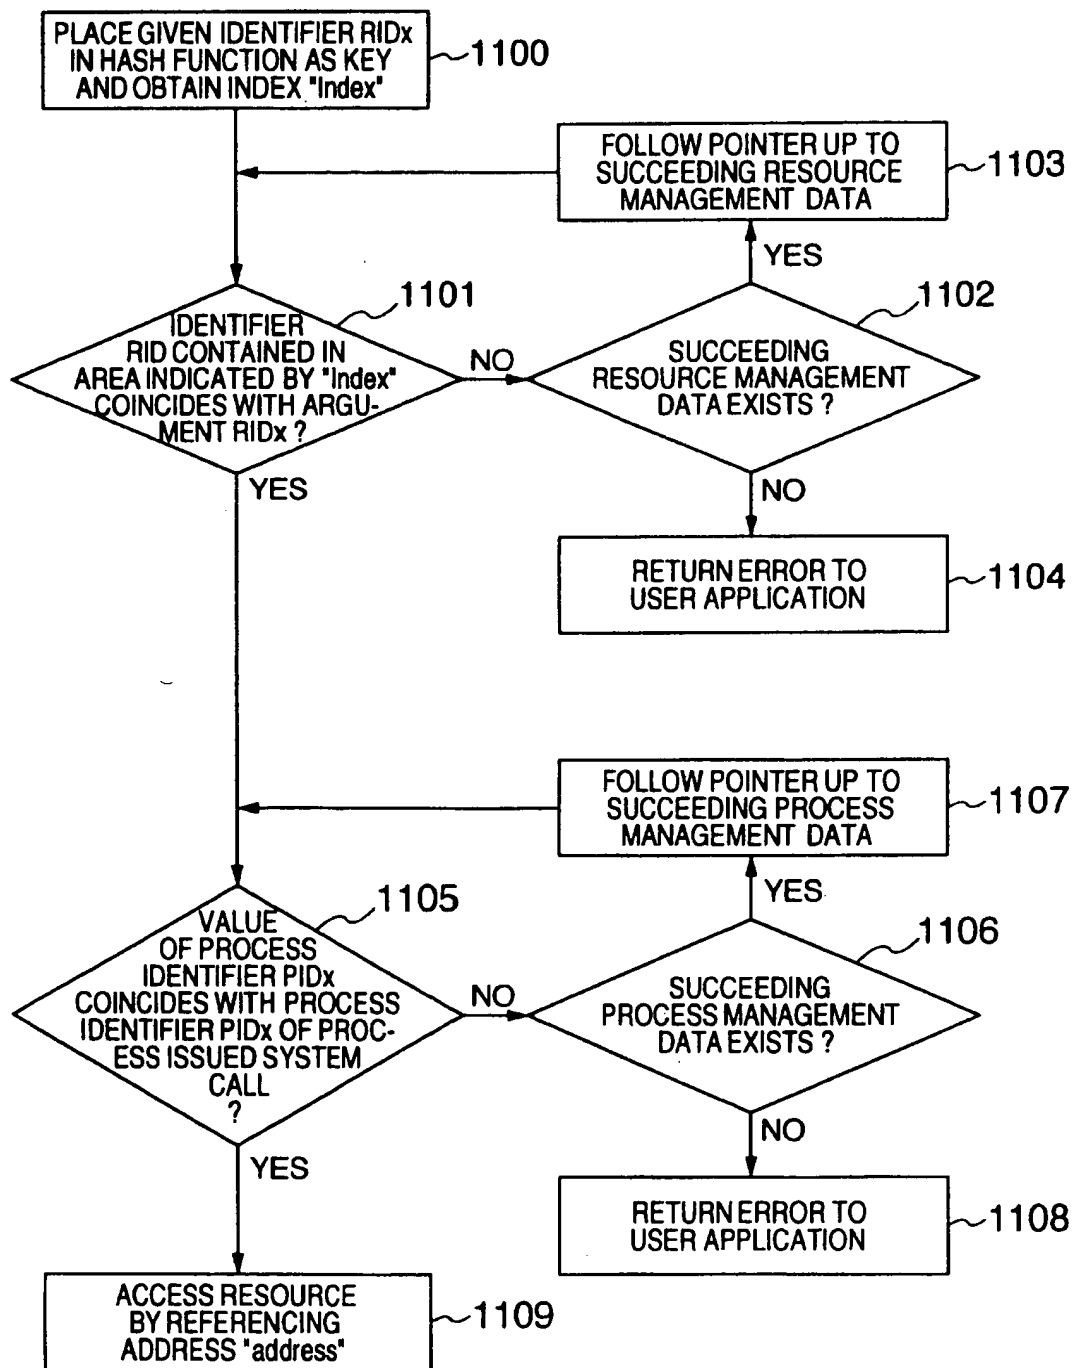 PLACE GIVEN IDENTIFIER RIDx
IN HASH FUNCTION AS KEY
AND OBTAIN INDEX "Index"
1100
FOLLOW POINTER UP TO
SUCCEEDING RESOURCE
MANAGEMENT DATA
1103
YES
1101
IDENTIFIER
RID CONTAINED IN
AREA INDICATED BY "Index"
COINCIDES WITH ARGU-
MENT RIDx ?
NO
1102
SUCCEEDING
RESOURCE MANAGEMENT
DATA EXISTS ?
YES
NO
RETURN ERROR TO
USER APPLICATION
1104
FOLLOW POINTER UP TO
SUCCEEDING PROCESS
MANAGEMENT DATA
1107
YES
1105
VALUE
OF PROCESS
IDENTIFIER PIDx
COINCIDES WITH PROCESS
IDENTIFIER PIDx OF PROC-
ESS ISSUED SYSTEM
CALL
?
NO
1106
SUCCEEDING
PROCESS MANAGEMENT
DATA EXISTS ?
YES
NO
RETURN ERROR TO
USER APPLICATION
1108
ACCESS RESOURCE
BY REFERENCING
ADDRESS "address"
1109